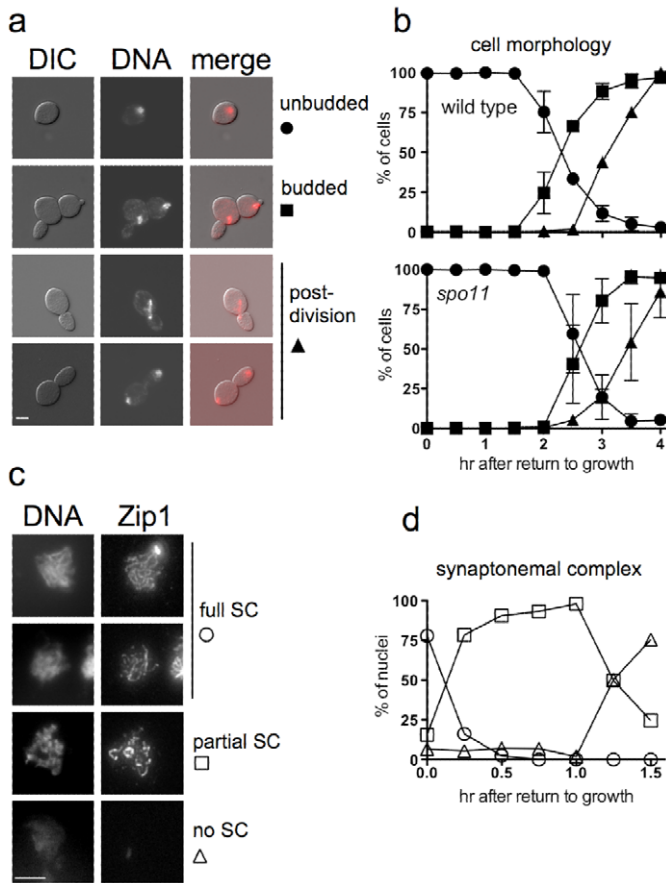 a
DIC DNA merge
unbudded
budded
post-
division
b
cell morphology
% of cells
100
75
50
25
0
wild type
% of cells
100
75
50
25
0
spo11
0 1 2 3 4
hr after return to growth
c
DNA Zip1
full SC
partial SC
no SC
d
synaptonemal complex
% of nuclei
100
75
50
25
0
0.0 0.5 1.0 1.5
hr after return to growth